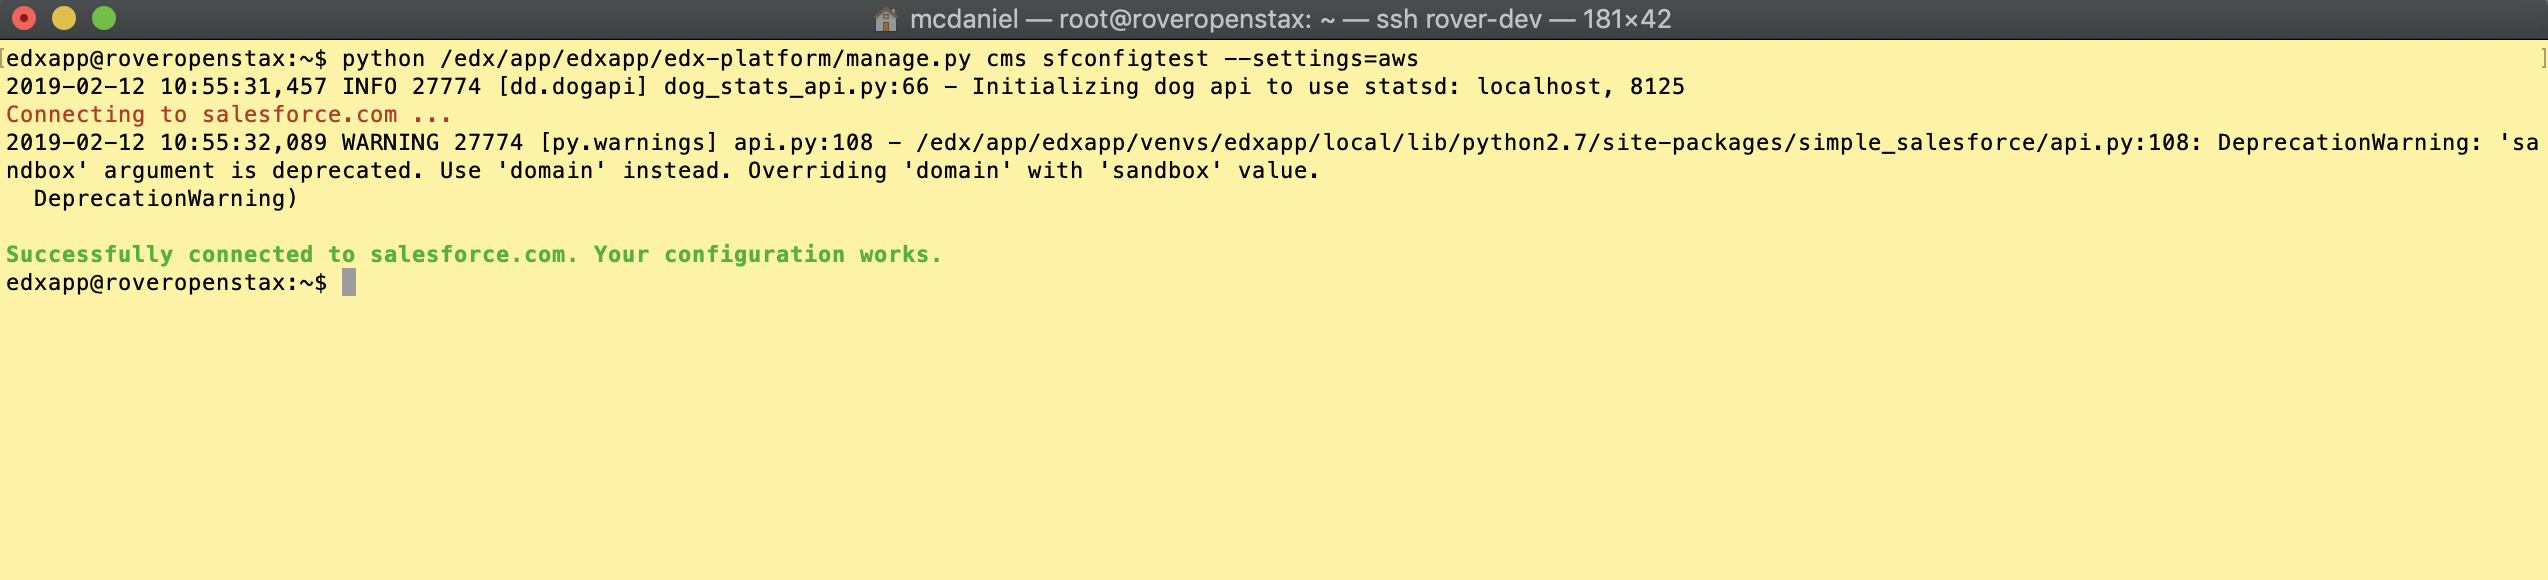 mcdaniel — root@roveropenstax: ~ — ssh rover-dev — 181×42
[edxapp@roveropenstax:~$ python /edx/app/edxapp/edx-platform/manage.py cms sfconfigtest --settings=aws ]
2019-02-12 10:55:31,457 INFO 27774 [dd.dogapi] dog_stats_api.py:66 - Initializing dog api to use statsd: localhost, 8125
Connecting to salesforce.com ...
2019-02-12 10:55:32,089 WARNING 27774 [py.warnings] api.py:108 - /edx/app/edxapp/venvs/edxapp/local/lib/python2.7/site-packages/simple_salesforce/api.py:108: DeprecationWarning: 'sa
ndbox' argument is deprecated. Use 'domain' instead. Overriding 'domain' with 'sandbox' value.
  DeprecationWarning)
Successfully connected to salesforce.com. Your configuration works.
edxapp@roveropenstax:~$